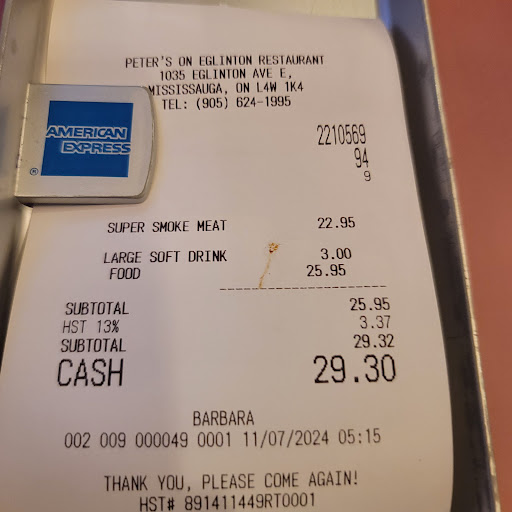 PETER'S ON EGLINTON RESTAURANT
1035 EGLINTON AVE E,
MISSISSAUGA, ON L4W 1K4
TEL: (905) 624-1995
AMERICAN
EXPRESS
®
2210569
94
9
SUPER SMOKE MEAT 22.95
LARGE SOFT DRINK 3.00
FOOD 25.95
SUBTOTAL 25.95
HST 13% 3.37
SUBTOTAL 29.32
CASH 29.30
BARBARA
002 009 000049 0001 11/07/2024 05:15
THANK YOU, PLEASE COME AGAIN!
HST# 891411449RT0001